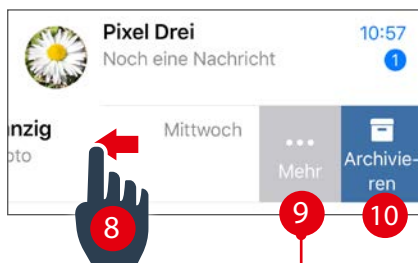 Pixel Drei 10:57
Noch eine Nachricht 1
nzig Mittwoch
oto
Mehr
Archivie-
ren
8
9
10